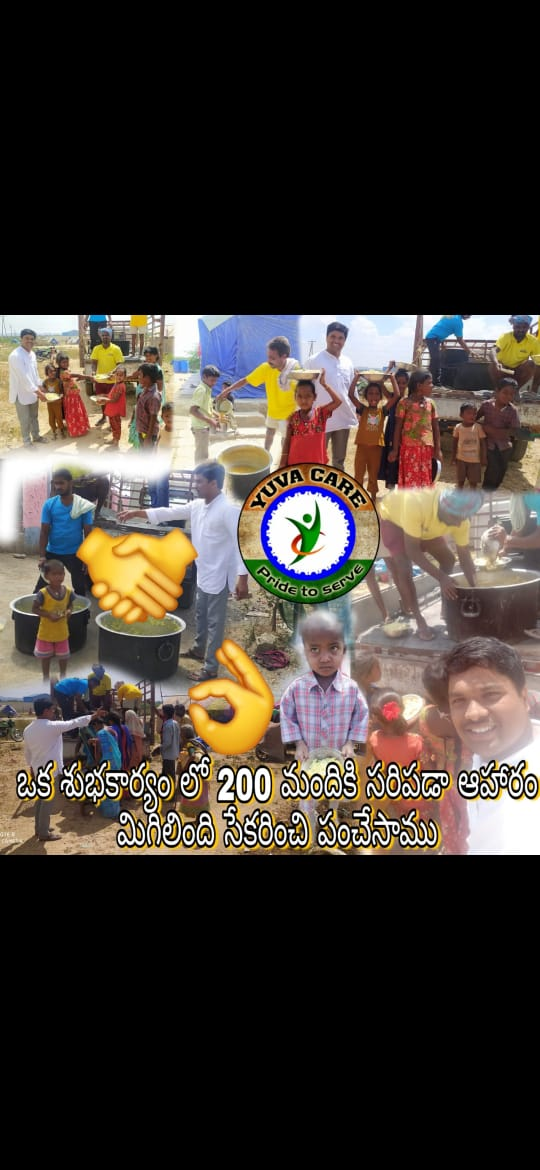 YUVA CARE
Pride to serve
ఒక శుభకార్యం లో 200 మందికి సరిపడా ఆహారం
మిగిలింది సేకరించి పంచేసాము